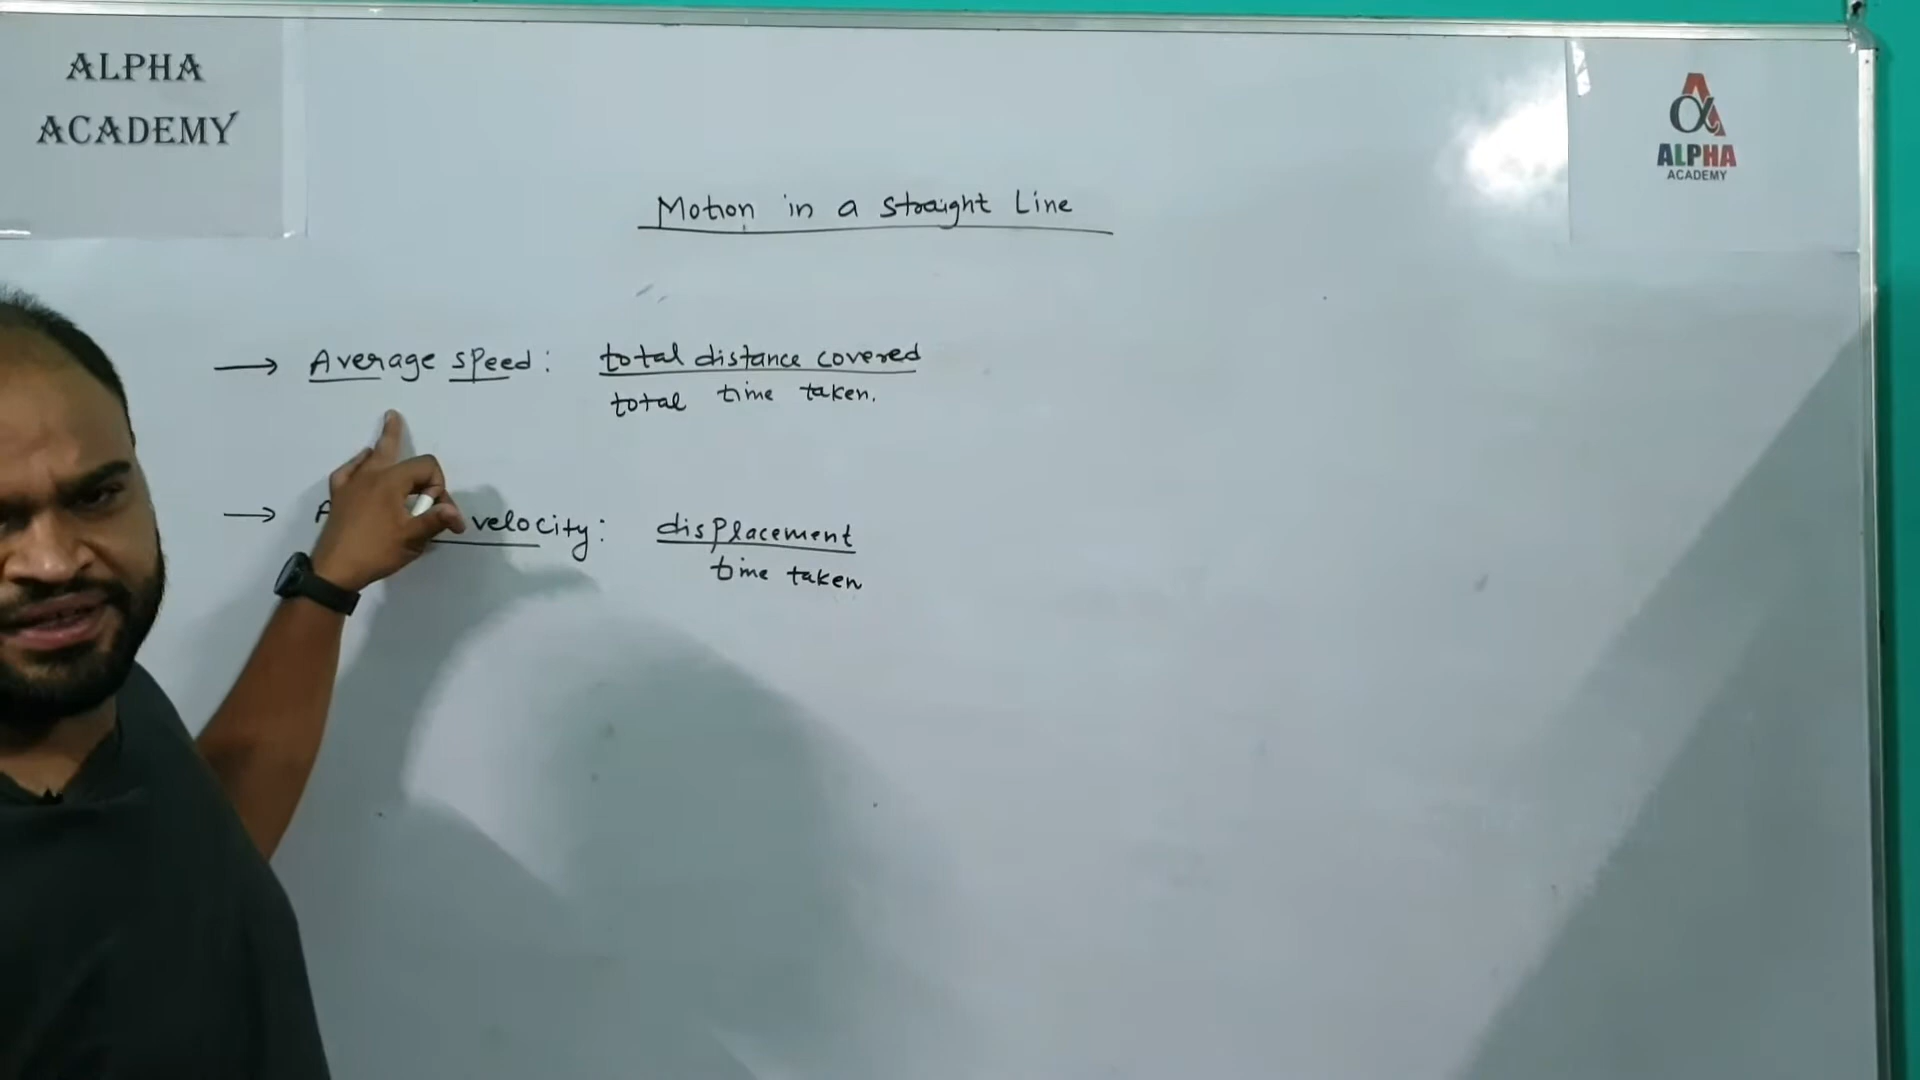 ALPHA
ACADEMY
ALPHA
ACADEMY
Motion in a straight Line
→ Average speed: total distance covered
total time taken.
→ velocity: displacement
time taken